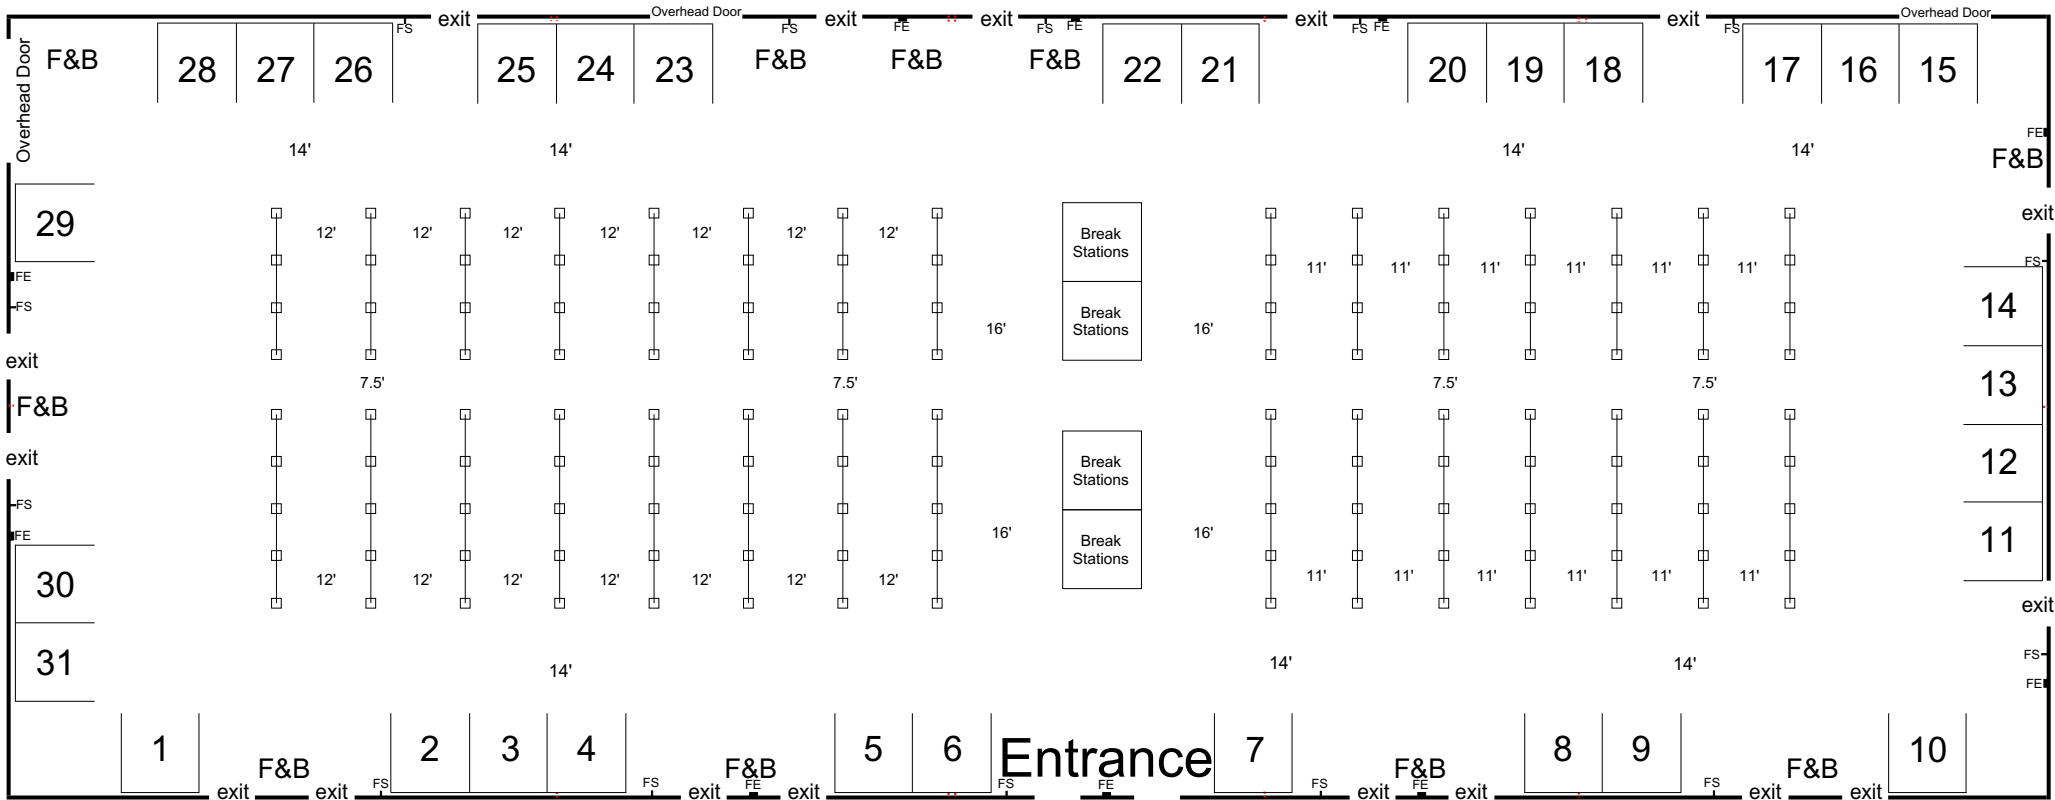 exit
Overhead Door
exit
exit
exit
exit
Overhead Door
FS
FS
FE
FS
FE
FS
FE
FS
Overhead Door
F&B
28
27
26
25
24
23
F&B
F&B
F&B
22
21
20
19
18
17
16
15
FE
F&B
14'
14'
14'
14'
29
exit
12'
12'
12'
12'
12'
12'
12'
Break
Stations
11'
11'
11'
11'
11'
11'
FS
FE
FS
16'
Break
Stations
16'
14
exit
7.5'
7.5'
7.5'
7.5'
13
F&B
exit
12
Break
Stations
FS
FE
16'
Break
Stations
16'
11
30
12'
12'
12'
12'
12'
12'
12'
11'
11'
11'
11'
11'
11'
exit
31
14'
14'
14'
FS
FE
1
F&B
2
3
4
F&B
5
6
Entrance
7
F&B
8
9
F&B
10
exit
exit
FS
FS
exit
FE
exit
FS
FE
FS
exit
FE
exit
FS
exit
exit